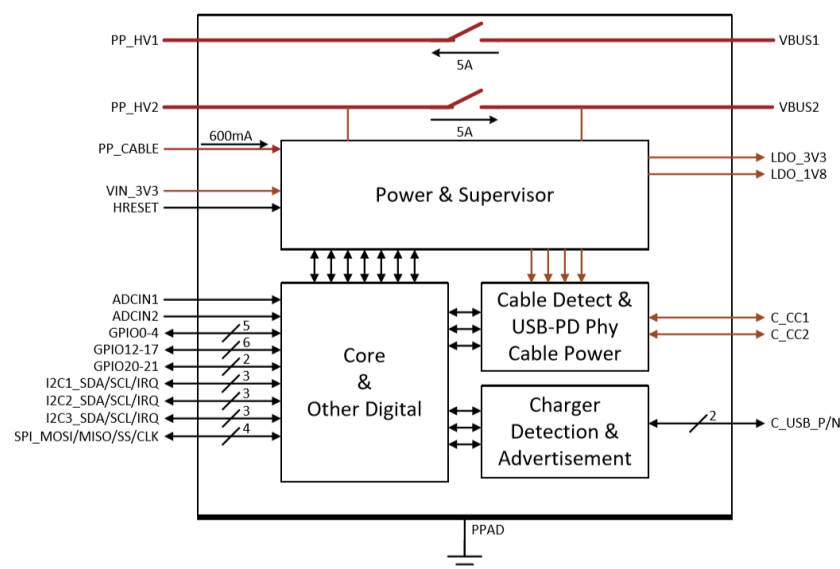 PP_HV1
VBUS1
5A
PP_HV2
VBUS2
5A
600mA
PP_CABLE
LDO_3V3
LDO_1V8
Power & Supervisor
VIN_3V3
HRESET
ADCIN1
ADCIN2
GPIO0-4
5
GPIO12-17
6
GPIO20-21
2
I2C1_SDA/SCL/IRQ
3
I2C2_SDA/SCL/IRQ
3
I2C3_SDA/SCL/IRQ
3
SPI_MOSI/MISO/SS/CLK
4
Core
&
Other Digital
Cable Detect &
USB-PD Phy
Cable Power
C_CC1
C_CC2
Charger
Detection &
Advertisement
2
C_USB_P/N
PPAD